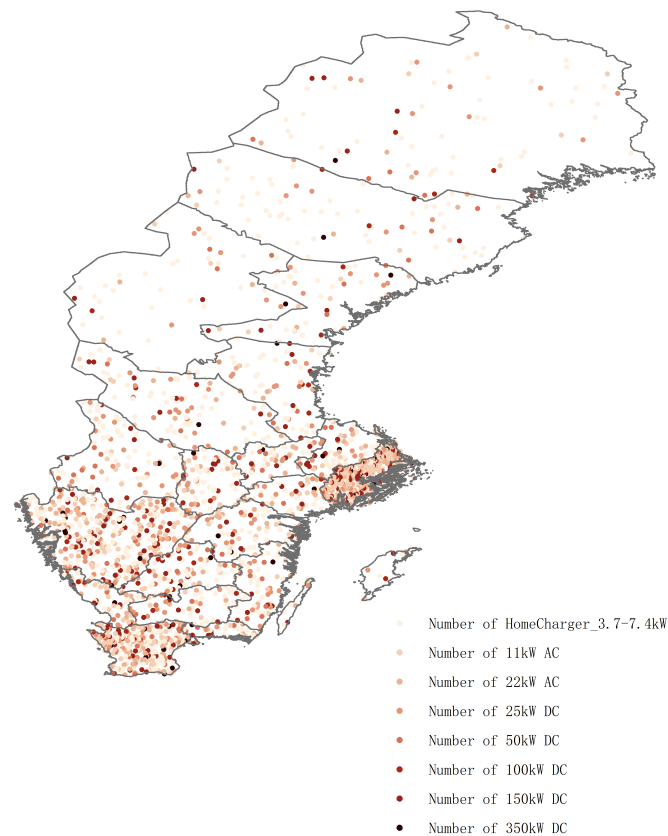 Number of HomeCharger_3.7-7.4kW
Number of 11kW AC
Number of 22kW AC
Number of 25kW DC
Number of 50kW DC
Number of 100kW DC
Number of 150kW DC
Number of 350kW DC